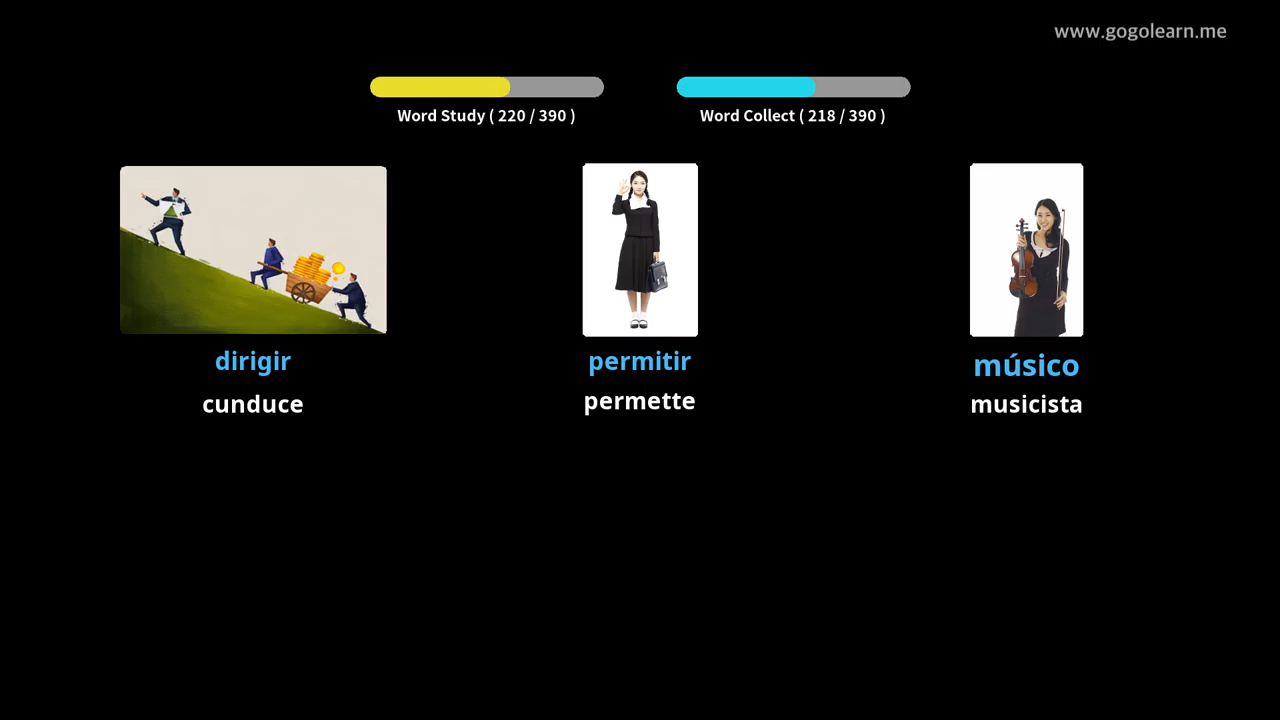 www.gogolearn.me
Word Study ( 220 / 390 )
Word Collect ( 218 / 390 )
dirigir
permitir
músico
cunduce
permette
musicista